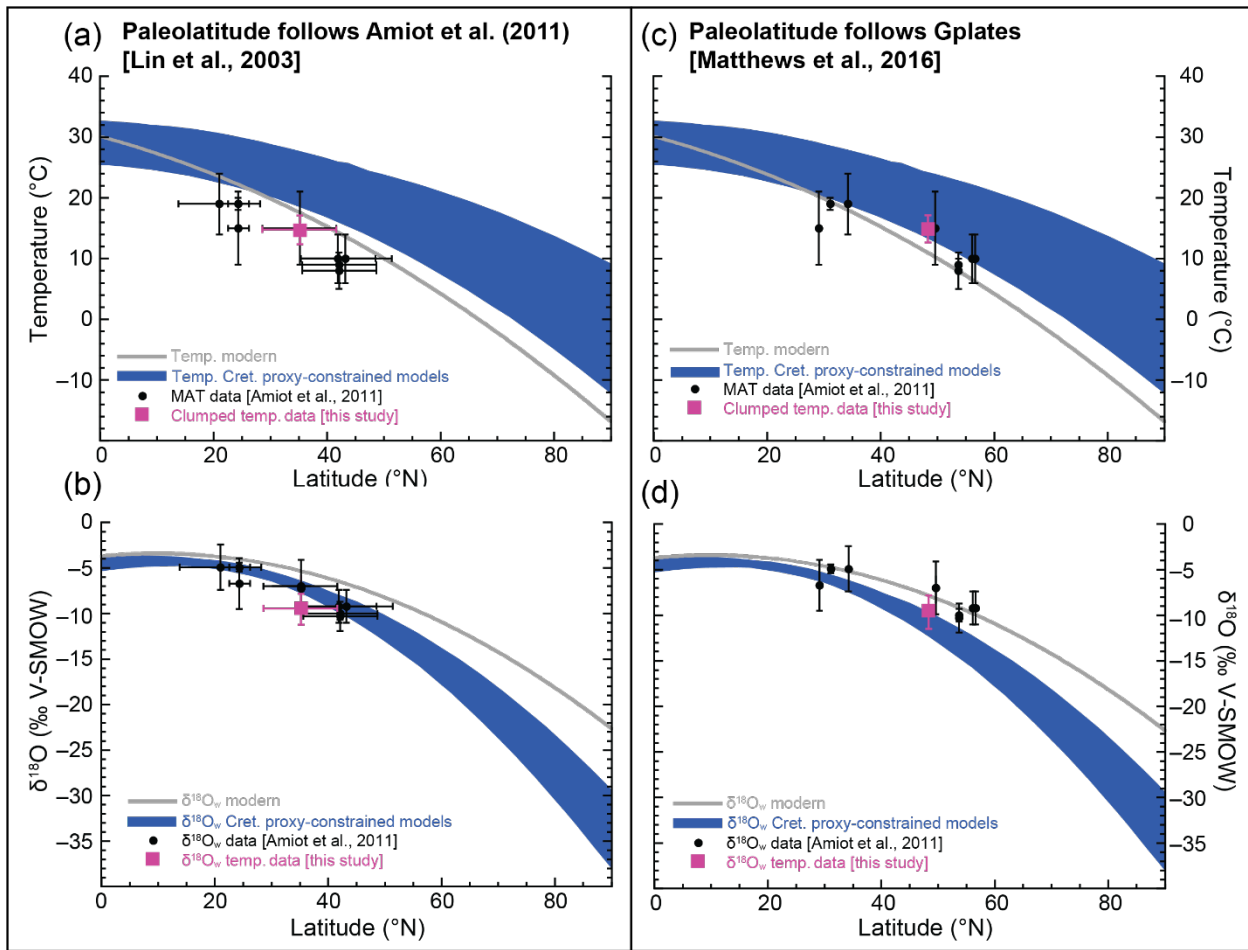 (a) Paleolatitude follows Amiot et al. (2011)
[Lin et al., 2003]
40
30
20
10
0
–10
Temperature (°C)
Temp. modern
Temp. Cret. proxy-constrained models
MAT data [Amiot et al., 2011]
Clumped temp. data [this study]
0 20 40 60 80
Latitude (°N)
(c) Paleolatitude follows Gplates
[Matthews et al., 2016]
40
30
20
10
0
–10
Temperature (°C)
Temp. modern
Temp. Cret. proxy-constrained models
MAT data [Amiot et al., 2011]
Clumped temp. data [this study]
0 20 40 60 80
Latitude (°N)
(b)
0
–5
–10
–15
–20
–25
–30
–35
δ¹⁸O (‰ V-SMOW)
δ¹⁸Ow modern
δ¹⁸Ow Cret. proxy-constrained models
δ¹⁸Ow data [Amiot et al., 2011]
δ¹⁸Ow temp. data [this study]
0 20 40 60 80
Latitude (°N)
(d)
0
–5
–10
–15
–20
–25
–30
–35
δ¹⁸O (‰ V-SMOW)
δ¹⁸Ow modern
δ¹⁸Ow Cret. proxy-constrained models
δ¹⁸Ow data [Amiot et al., 2011]
δ¹⁸Ow temp. data [this study]
0 20 40 60 80
Latitude (°N)